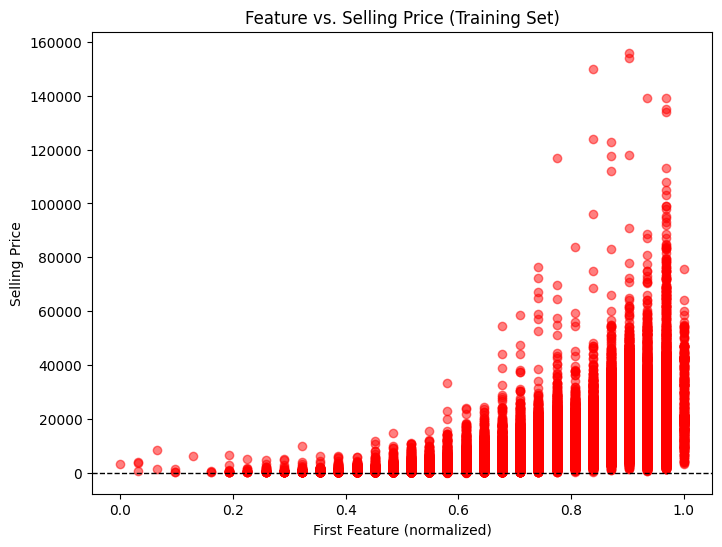 Feature vs. Selling Price (Training Set)
160000
140000
120000
100000
80000
60000
40000
20000
0
Selling Price
0.0 0.2 0.4 0.6 0.8 1.0
First Feature (normalized)